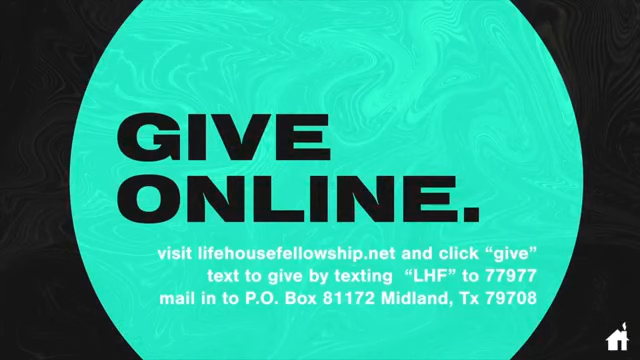 GIVE
ONLINE.
visit lifehousefellowship.net and click “give”
text to give by texting “LHF” to 77977
mail in to P.O. Box 81172 Midland, Tx 79708